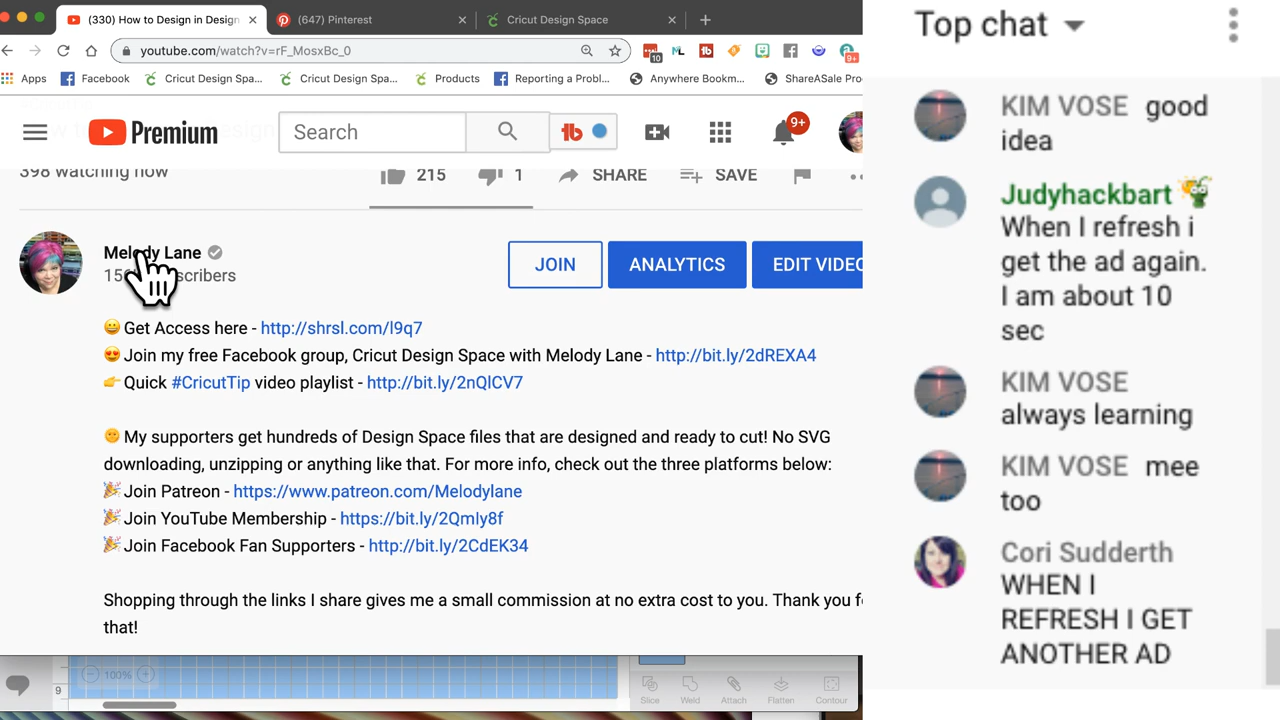 (330) How to Design in Design
(647) Pinterest
Cricut Design Space
youtube.com/watch?v=rF_MosxBc_0
10
9+
Apps
Facebook
Cricut Design Spa...
Cricut Design Spa...
Products
Reporting a Probl...
Anywhere Bookm...
ShareASale Pro
Premium
Search
9+
398 watching now
215
1
SHARE
SAVE
Melody Lane
JOIN
ANALYTICS
EDIT VIDEO
Get Access here - http://shrsl.com/l9q7
Join my free Facebook group, Cricut Design Space with Melody Lane - http://bit.ly/2dREXA4
Quick #CricutTip video playlist - http://bit.ly/2nQlCV7
My supporters get hundreds of Design Space files that are designed and ready to cut! No SVG
downloading, unzipping or anything like that. For more info, check out the three platforms below:
Join Patreon - https://www.patreon.com/Melodylane
Join YouTube Membership - https://bit.ly/2Qmly8f
Join Facebook Fan Supporters - http://bit.ly/2CdEK34
Shopping through the links I share gives me a small commission at no extra cost to you. Thank you f
that!
100%
9
Slice
Weld
Attach
Flatten
Contour
Top chat
KIM VOSE good
idea
Judyhackbart
When I refresh i
get the ad again.
I am about 10
sec
KIM VOSE
always learning
KIM VOSE mee
too
Cori Sudderth
WHEN I
REFRESH I GET
ANOTHER AD